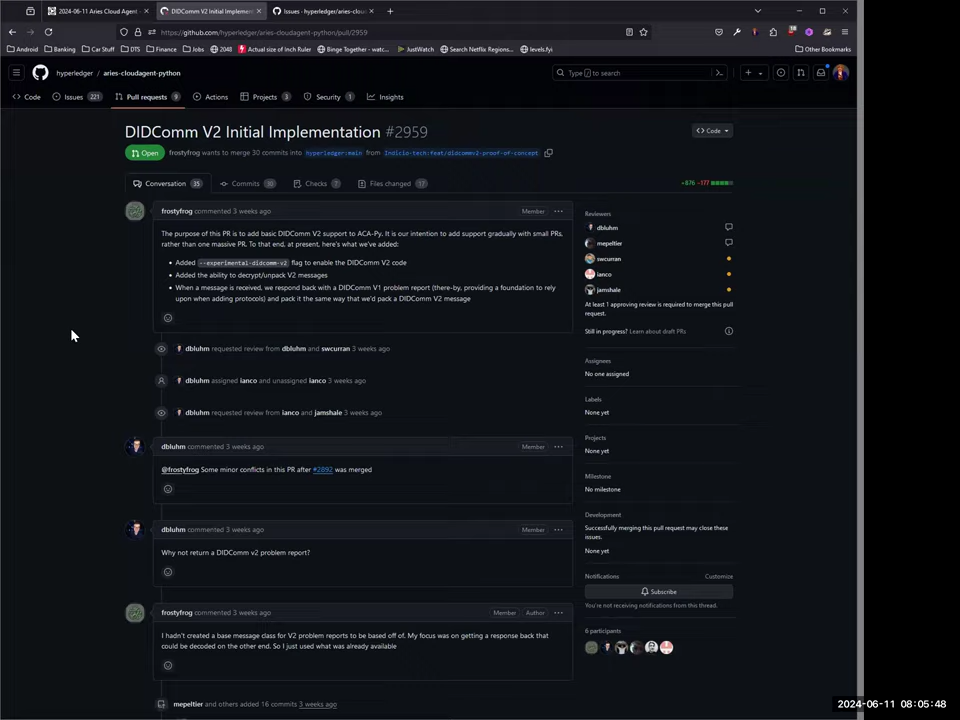 2024-06-11 Aries Cloud Agent
DIDComm V2 Initial Implemen
Issues · hyperledger/aries-clou
https://github.com/hyperledger/aries-cloudagent-python/pull/2959
Android
Banking
Car Stuff
DTS
Finance
Jobs
2048
Actual size of Inch Ruler
Binge Together - watc...
JustWatch
Search Netflix Regions...
levels.fyi
Other Bookmarks
hyperledger / aries-cloudagent-python
Type / to search
Code
Issues 221
Pull requests 9
Actions
Projects 3
Security 1
Insights
DIDComm V2 Initial Implementation #2959
Code
Open
frostyfrog wants to merge 30 commits into hyperledger:main from Indicio-tech:feat/didcommv2-proof-of-concept
Conversation 35
Commits 30
Checks 7
Files changed 17
+876 -177
frostyfrog commented 3 weeks ago
Member
The purpose of this PR is to add basic DIDComm V2 support to ACA-Py. It is our intention to add support gradually with small PRs,
rather than one massive PR. To that end, at present, here's what we've added:
• Added --experimental-didcomm-v2 flag to enable the DIDComm V2 code
• Added the ability to decrypt/unpack V2 messages
• When a message is received, we respond back with a DIDComm V1 problem report (there-by, providing a foundation to rely
upon when adding protocols) and pack it the same way that we'd pack a DIDComm V2 message
dbluhm requested review from dbluhm and swcurran 3 weeks ago
dbluhm assigned ianco and unassigned ianco 3 weeks ago
dbluhm requested review from ianco and jamshale 3 weeks ago
dbluhm commented 3 weeks ago
Member
@frostyfrog Some minor conflicts in this PR after #2892 was merged
dbluhm commented 3 weeks ago
Member
Why not return a DIDComm v2 problem report?
frostyfrog commented 3 weeks ago
Member
Author
I hadn't created a base message class for V2 problem reports to be based off of. My focus was on getting a response back that
could be decoded on the other end. So I just used what was already available
mepeltier and others added 16 commits 3 weeks ago
Reviewers
dbluhm
mepeltier
swcurran
ianco
jamshale
At least 1 approving review is required to merge this pull
request.
Still in progress? Learn about draft PRs
Assignees
No one assigned
Labels
None yet
Projects
None yet
Milestone
No milestone
Development
Successfully merging this pull request may close these
issues.
None yet
Notifications
Customize
Subscribe
You're not receiving notifications from this thread.
6 participants
2024-06-11 08:05:48